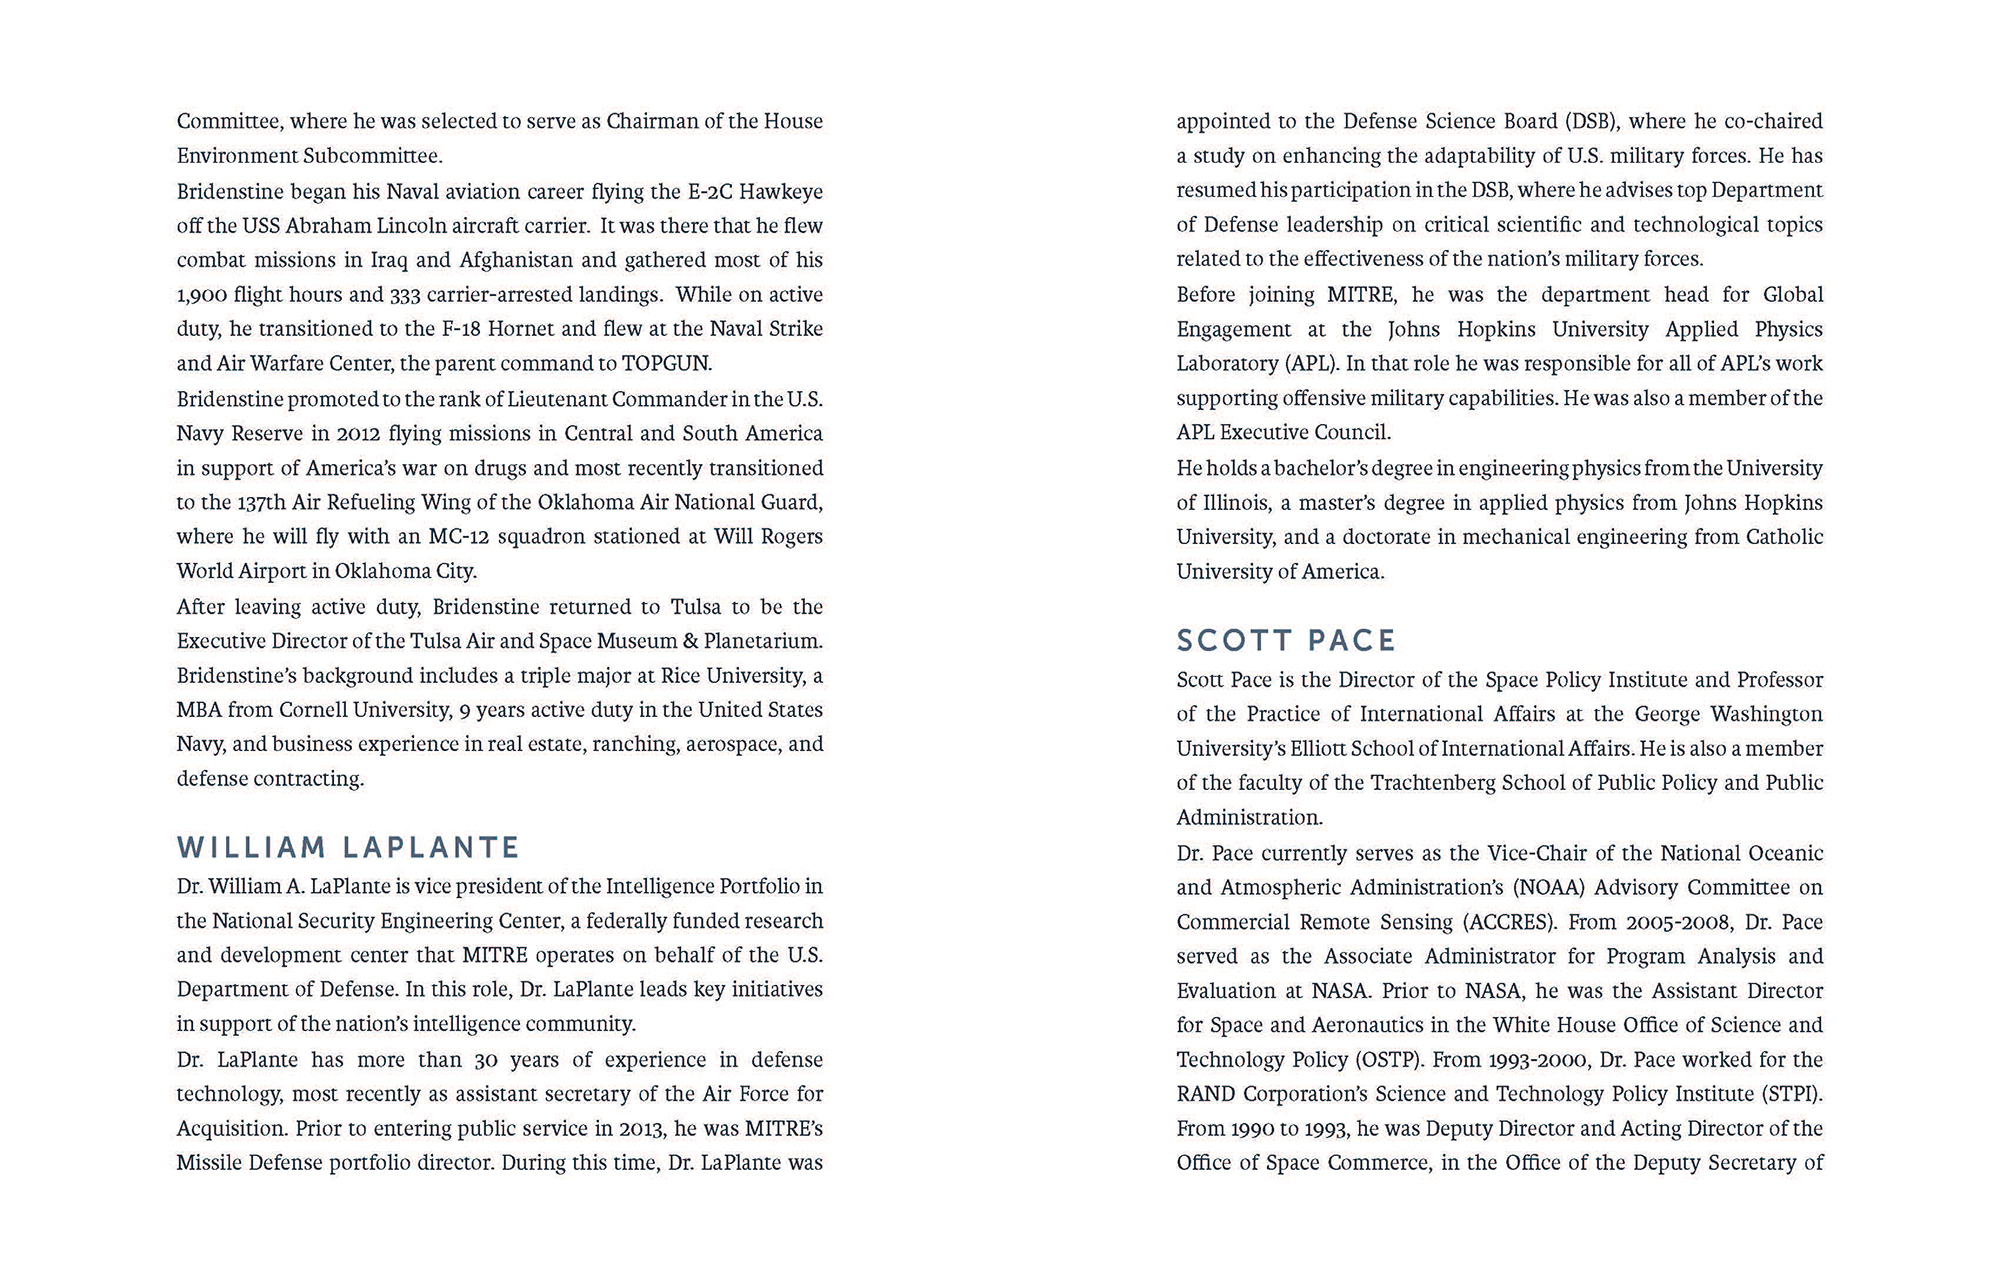 Committee, where he was selected to serve as Chairman of the House
Environment Subcommittee.
Bridenstine began his Naval aviation career flying the E-2C Hawkeye
off the USS Abraham Lincoln aircraft carrier.  It was there that he flew
combat missions in Iraq and Afghanistan and gathered most of his
1,900 flight hours and 333 carrier-arrested landings.  While on active
duty, he transitioned to the F-18 Hornet and flew at the Naval Strike
and Air Warfare Center, the parent command to TOPGUN.
Bridenstine promoted to the rank of Lieutenant Commander in the U.S.
Navy Reserve in 2012 flying missions in Central and South America
in support of America's war on drugs and most recently transitioned
to the 137th Air Refueling Wing of the Oklahoma Air National Guard,
where he will fly with an MC-12 squadron stationed at Will Rogers
World Airport in Oklahoma City.
After leaving active duty, Bridenstine returned to Tulsa to be the
Executive Director of the Tulsa Air and Space Museum & Planetarium.
Bridenstine's background includes a triple major at Rice University, a
MBA from Cornell University, 9 years active duty in the United States
Navy, and business experience in real estate, ranching, aerospace, and
defense contracting.
WILLIAM LAPLANTE
Dr. William A. LaPlante is vice president of the Intelligence Portfolio in
the National Security Engineering Center, a federally funded research
and development center that MITRE operates on behalf of the U.S.
Department of Defense. In this role, Dr. LaPlante leads key initiatives
in support of the nation's intelligence community.
Dr. LaPlante has more than 30 years of experience in defense
technology, most recently as assistant secretary of the Air Force for
Acquisition. Prior to entering public service in 2013, he was MITRE's
Missile Defense portfolio director. During this time, Dr. LaPlante was
appointed to the Defense Science Board (DSB), where he co-chaired
a study on enhancing the adaptability of U.S. military forces. He has
resumed his participation in the DSB, where he advises top Department
of Defense leadership on critical scientific and technological topics
related to the effectiveness of the nation's military forces.
Before joining MITRE, he was the department head for Global
Engagement at the Johns Hopkins University Applied Physics
Laboratory (APL). In that role he was responsible for all of APL's work
supporting offensive military capabilities. He was also a member of the
APL Executive Council.
He holds a bachelor's degree in engineering physics from the University
of Illinois, a master's degree in applied physics from Johns Hopkins
University, and a doctorate in mechanical engineering from Catholic
University of America.
SCOTT PACE
Scott Pace is the Director of the Space Policy Institute and Professor
of the Practice of International Affairs at the George Washington
University's Elliott School of International Affairs. He is also a member
of the faculty of the Trachtenberg School of Public Policy and Public
Administration.
Dr. Pace currently serves as the Vice-Chair of the National Oceanic
and Atmospheric Administration's (NOAA) Advisory Committee on
Commercial Remote Sensing (ACCRES). From 2005-2008, Dr. Pace
served as the Associate Administrator for Program Analysis and
Evaluation at NASA. Prior to NASA, he was the Assistant Director
for Space and Aeronautics in the White House Office of Science and
Technology Policy (OSTP). From 1993-2000, Dr. Pace worked for the
RAND Corporation's Science and Technology Policy Institute (STPI).
From 1990 to 1993, he was Deputy Director and Acting Director of the
Office of Space Commerce, in the Office of the Deputy Secretary of